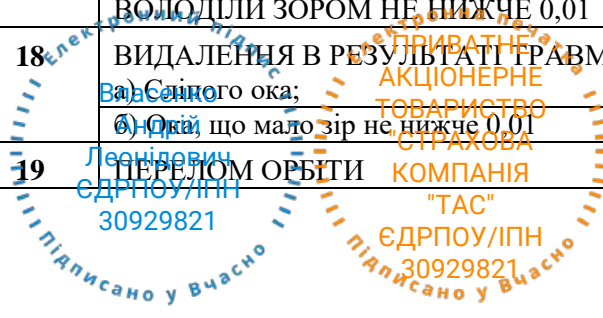 ВОЛОДІЛИ ЗОРОМ НЕ НИЖЧЕ 0,01
18 ВИДАЛЕННЯ В РЕЗУЛЬТАТІ ТРАВМ
а) Сліпого ока;
б) Ока, що мало зір не нижче 0,01
19 ПЕРЕЛОМ ОРБІТИ
Електронний підпис
Власенко
Андрій
Леонідович
ЄДРПОУ/ІПН
30929821
Підписано у Вчасно
Електронна печатка
ПРИВАТНЕ
АКЦІОНЕРНЕ
ТОВАРИСТВО
"СТРАХОВА
КОМПАНІЯ
"ТАС"
ЄДРПОУ/ІПН
30929821
Підписано у Вчасно